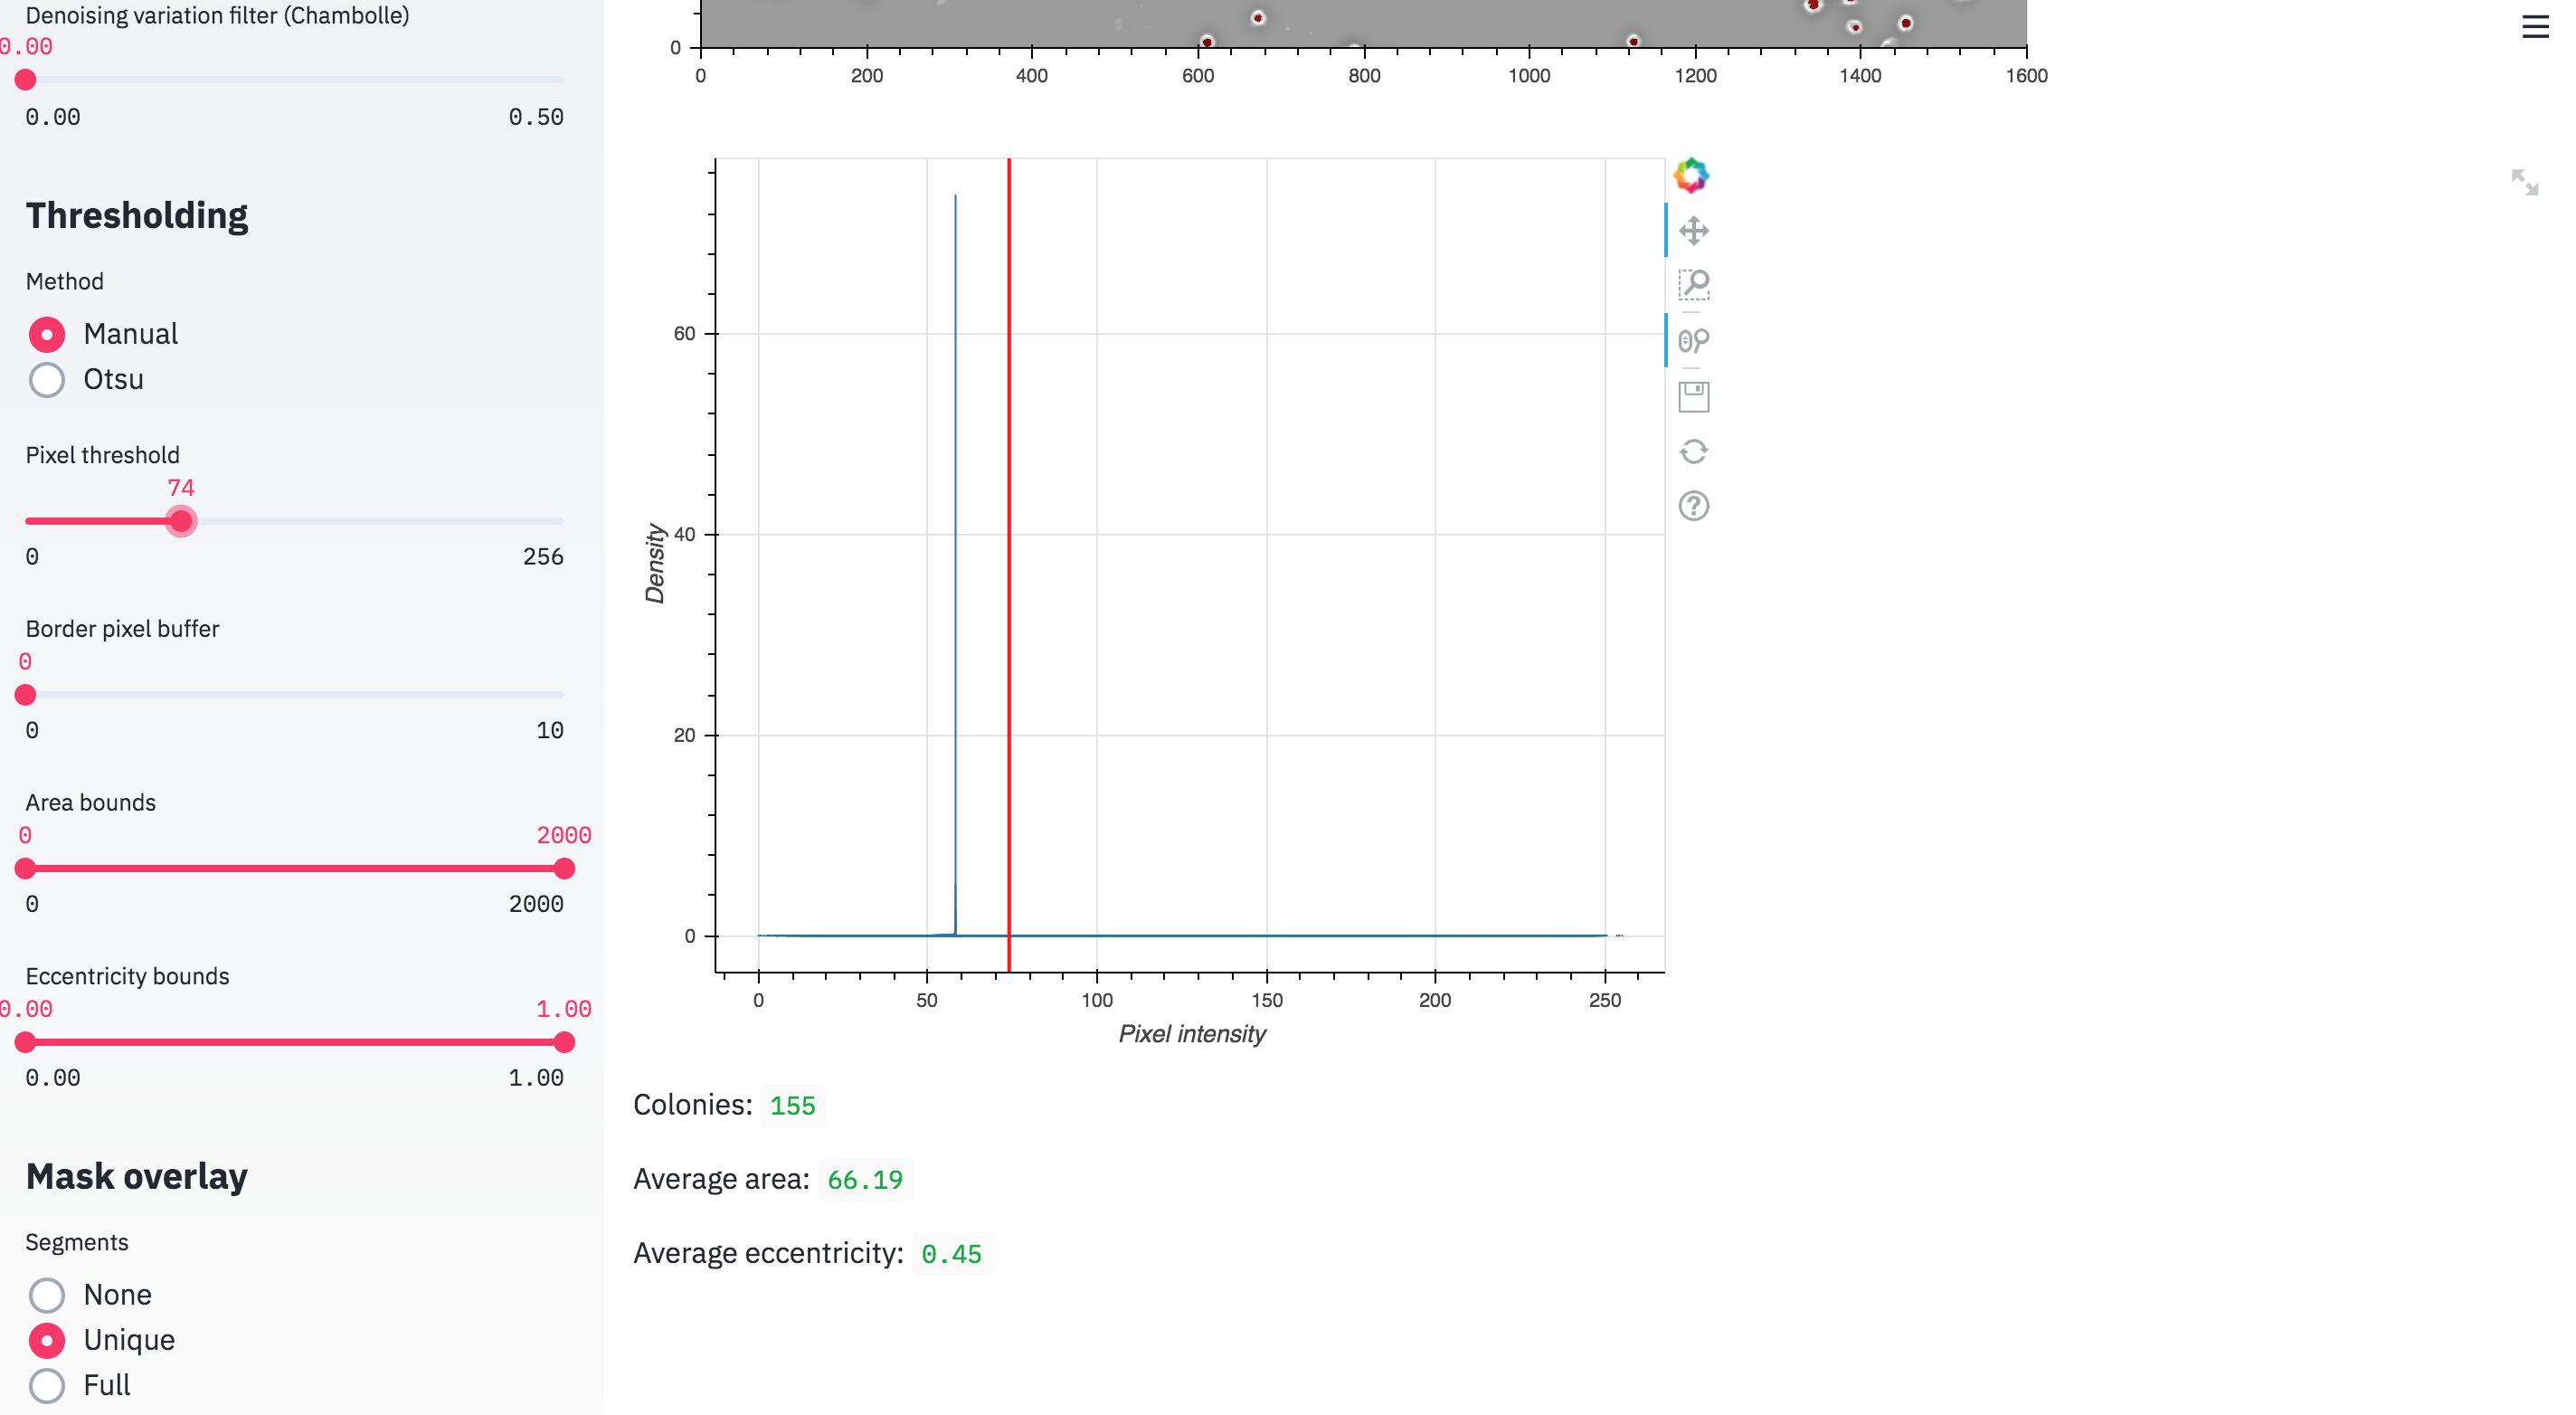 Denoising variation filter (Chambolle)
0.00
0.00 0.50
Thresholding
Method
Manual
Otsu
Pixel threshold
74
0 256
Border pixel buffer
0
0 10
Area bounds
0 2000
0 2000
Eccentricity bounds
0.00 1.00
0.00 1.00
Mask overlay
Segments
None
Unique
Full
0
0 200 400 600 800 1000 1200 1400 1600
60
40
20
0
Density
0 50 100 150 200 250
Pixel intensity
Colonies: 155
Average area: 66.19
Average eccentricity: 0.45